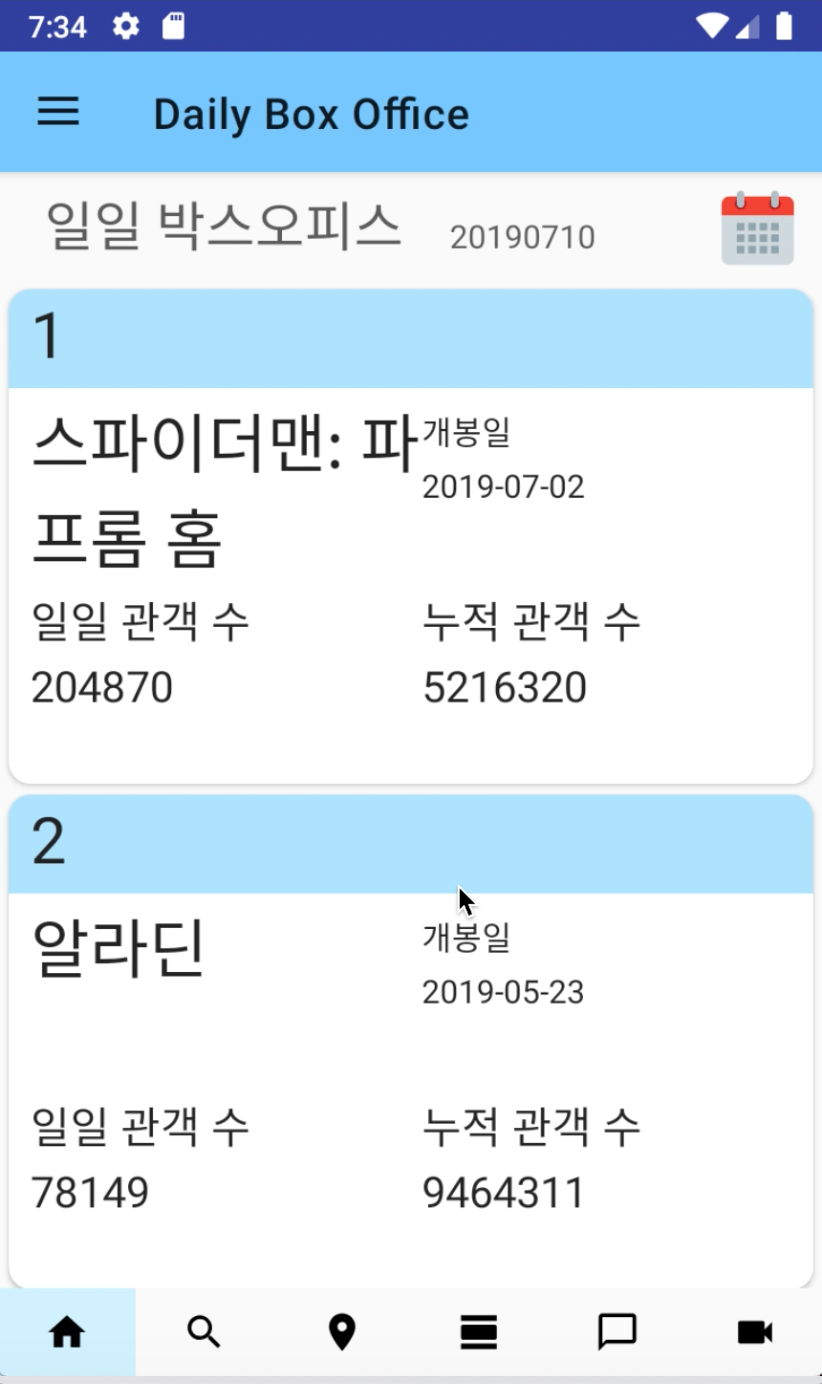 7:34
Daily Box Office
일일 박스오피스 20190710
1
스파이더맨: 파
프롬 홈
개봉일
2019-07-02
일일 관객 수
204870
누적 관객 수
5216320
2
알라딘
개봉일
2019-05-23
일일 관객 수
78149
누적 관객 수
9464311